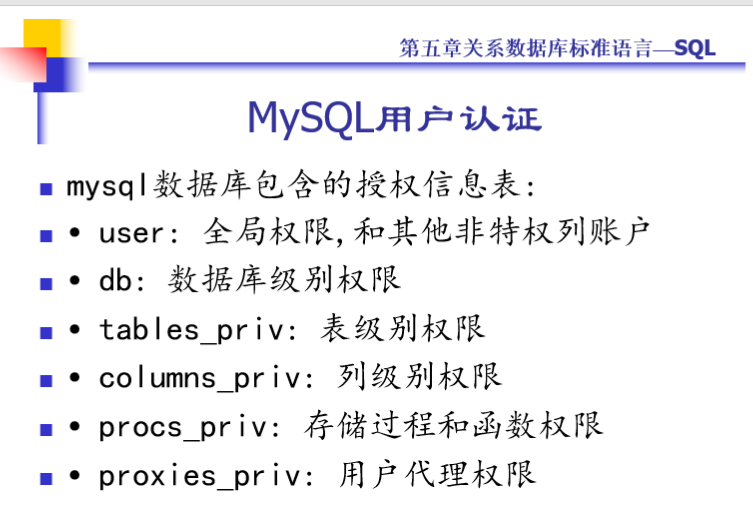 第五章关系数据库标准语言—SQL
MySQL用户认证
mysql数据库包含的授权信息表:
• user: 全局权限,和其他非特权列账户
• db: 数据库级别权限
• tables_priv: 表级别权限
• columns_priv: 列级别权限
• procs_priv: 存储过程和函数权限
• proxies_priv: 用户代理权限